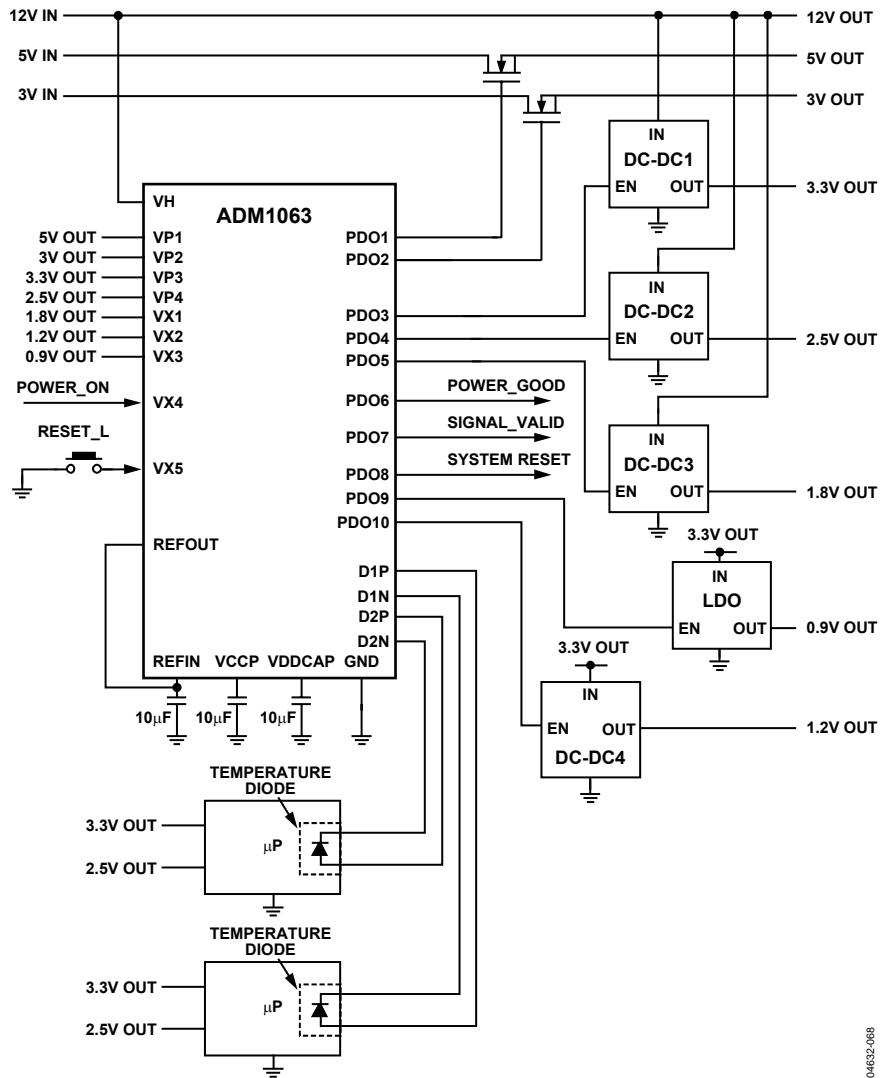 12V IN
12V OUT
5V IN
5V OUT
3V IN
3V OUT
IN
DC-DC1
EN OUT
3.3V OUT
VH
ADM1063
5V OUT
VP1
PDO1
3V OUT
VP2
PDO2
3.3V OUT
VP3
2.5V OUT
VP4
1.8V OUT
VX1
PDO3
1.2V OUT
VX2
PDO4
0.9V OUT
VX3
PDO5
IN
DC-DC2
EN OUT
2.5V OUT
POWER_ON
VX4
PDO6
POWER_GOOD
PDO7
SIGNAL_VALID
RESET_L
VX5
PDO8
SYSTEM RESET
PDO9
PDO10
IN
DC-DC3
EN OUT
1.8V OUT
REFOUT
D1P
D1N
D2P
D2N
3.3V OUT
IN
LDO
EN OUT
0.9V OUT
REFIN VCCP VDDCAP GND
10μF 10μF 10μF
3.3V OUT
IN
EN OUT
DC-DC4
1.2V OUT
TEMPERATURE
DIODE
3.3V OUT
μP
2.5V OUT
TEMPERATURE
DIODE
3.3V OUT
μP
2.5V OUT
04632-068